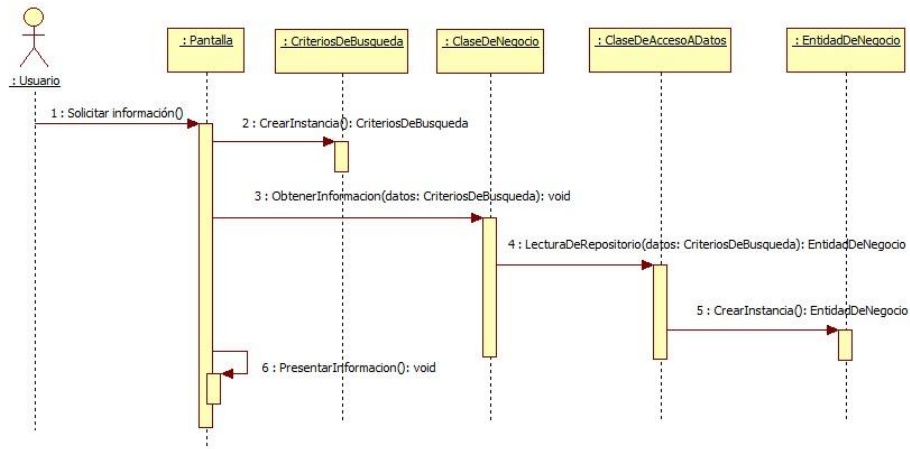 : Usuario
: Pantalla
: CriteriosDeBusqueda
: ClaseDeNegocio
: ClaseDeAccesoADatos
: EntidadDeNegocio
1 : Solicitar información()
2 : CrearInstancia(): CriteriosDeBusqueda
3 : ObtenerInformacion(datos: CriteriosDeBusqueda): void
4 : LecturaDeRepositorio(datos: CriteriosDeBusqueda): EntidadDeNegocio
5 : CrearInstancia(): EntidadDeNegocio
6 : PresentarInformacion(): void